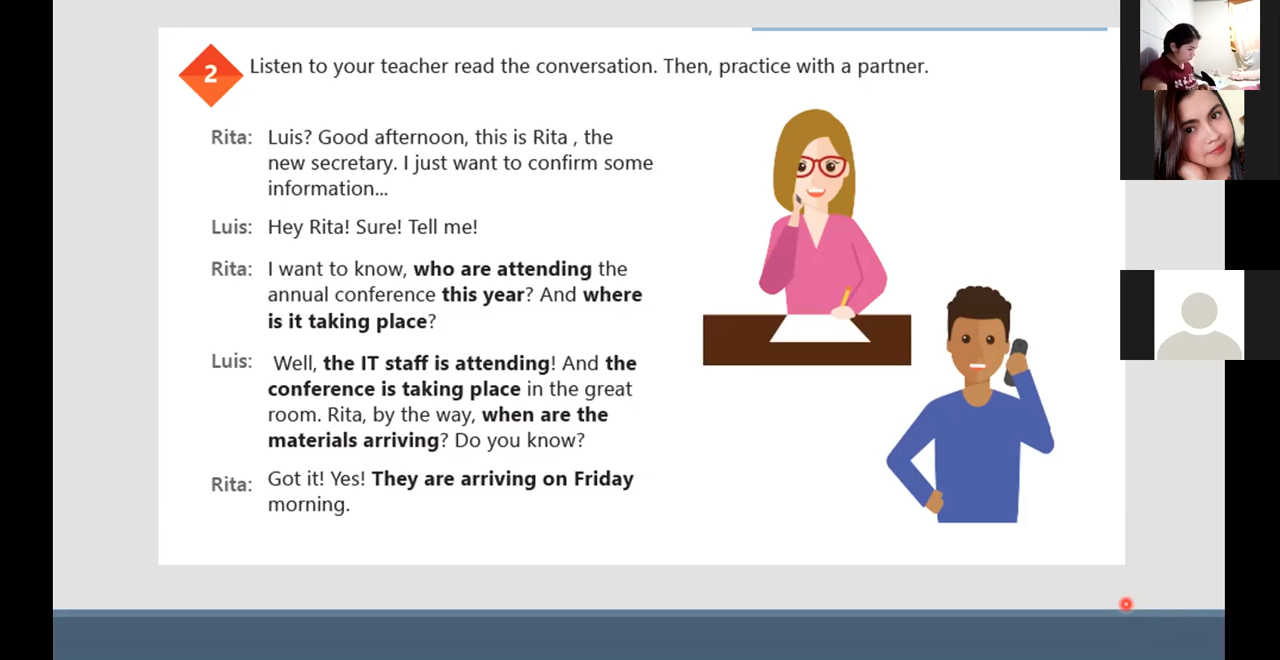 2
Listen to your teacher read the conversation. Then, practice with a partner.
Rita: Luis? Good afternoon, this is Rita , the
new secretary. I just want to confirm some
information...
Luis: Hey Rita! Sure! Tell me!
Rita: I want to know, who are attending the
annual conference this year? And where
is it taking place?
Luis: Well, the IT staff is attending! And the
conference is taking place in the great
room. Rita, by the way, when are the
materials arriving? Do you know?
Rita: Got it! Yes! They are arriving on Friday
morning.